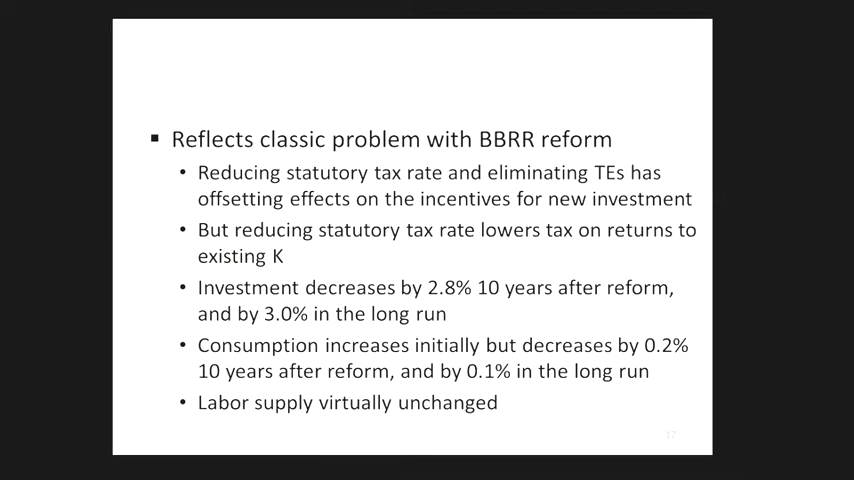 ▪ Reflects classic problem with BBRR reform
• Reducing statutory tax rate and eliminating TEs has
offsetting effects on the incentives for new investment
• But reducing statutory tax rate lowers tax on returns to
existing K
• Investment decreases by 2.8% 10 years after reform,
and by 3.0% in the long run
• Consumption increases initially but decreases by 0.2%
10 years after reform, and by 0.1% in the long run
• Labor supply virtually unchanged
17